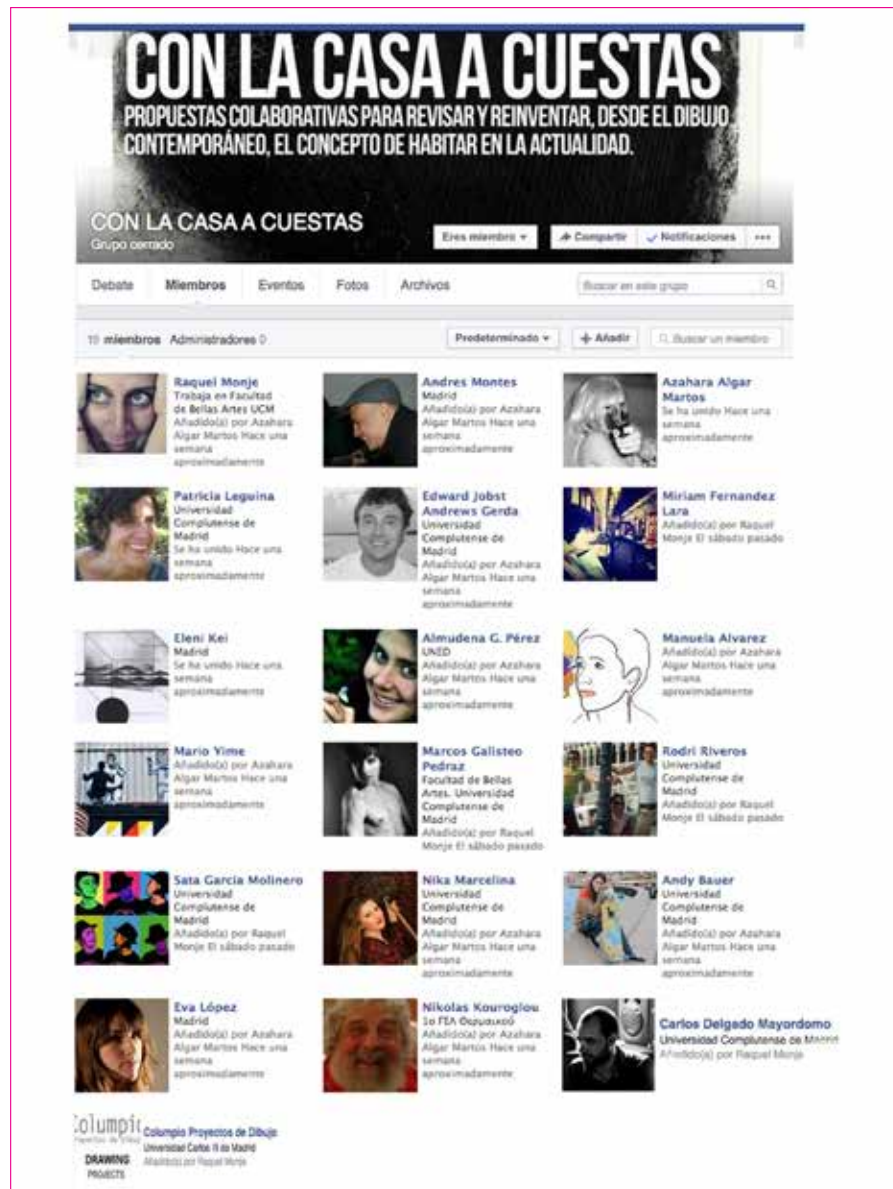 CON LA CASA A CUESTAS
PROPUESTAS COLABORATIVAS PARA REVISAR Y REINVENTAR, DESDE EL DIBUJO
CONTEMPORÁNEO, EL CONCEPTO DE HABITAR EN LA ACTUALIDAD.
CON LA CASA A CUESTAS
Grupo cerrado
Eres miembro
Compartir
Notificaciones
Debate
Miembros
Eventos
Fotos
Archivos
Buscar en este grupo
19 miembros
Administradores
Predeterminado
+ Añadir
Buscar un miembro
Raquel Monje
Trabaja en Facultad
de Bellas Artes UCM
Añadido(a) por Azahara
Algar Martos Hace una
semana
aproximadamente
Andres Montes
Madrid
Añadido(a) por Azahara
Algar Martos Hace una
semana
aproximadamente
Azahara Algar
Martos
Se ha unido Hace una
semana
aproximadamente
Patricia Leguina
Universidad
Complutense de
Madrid
Se ha unido Hace una
semana
aproximadamente
Edward Jobst
Andrews Gerda
Universidad
Complutense de
Madrid
Añadido(a) por Azahara
Algar Martos Hace una
semana
aproximadamente
Miriam Fernandez
Lara
Añadido(a) por Raquel
Monje El sábado pasado
Eleni Kei
Madrid
Se ha unido Hace una
semana
aproximadamente
Almudena G. Pérez
UNED
Añadido(a) por Azahara
Algar Martos Hace una
semana
aproximadamente
Manuela Alvarez
Añadido(a) por Azahara
Algar Martos Hace una
semana
aproximadamente
Mario Yime
Añadido(a) por Azahara
Algar Martos Hace una
semana
aproximadamente
Marcos Galisteo
Pedraz
Facultad de Bellas
Artes. Universidad
Complutense de
Madrid
Añadido(a) por Raquel
Monje El sábado pasado
Rodri Riveros
Universidad
Complutense de
Madrid
Añadido(a) por Raquel
Monje El sábado pasado
Sata García Molinero
Universidad
Complutense de
Madrid
Añadido(a) por Raquel
Monje El sábado pasado
Nika Marcelina
Universidad
Complutense de
Madrid
Añadido(a) por Azahara
Algar Martos Hace una
semana
aproximadamente
Andy Bauer
Universidad
Complutense de
Madrid
Añadido(a) por Azahara
Algar Martos Hace una
semana
aproximadamente
Eva López
Madrid
Añadido(a) por Azahara
Algar Martos Hace una
semana
aproximadamente
Nikolas Kouroglou
1ο ΓΕΛ Θερμαικού
Añadido(a) por Azahara
Algar Martos Hace una
semana
aproximadamente
Carlos Delgado Mayordomo
Universidad Complutense de Madrid
Añadido(a) por Raquel Monje
Columpio
DRAWING
PROJECTS
Columpio Proyectos de Dibujo
Universidad Carlos III de Madrid
Añadido(a) por Raquel Monje